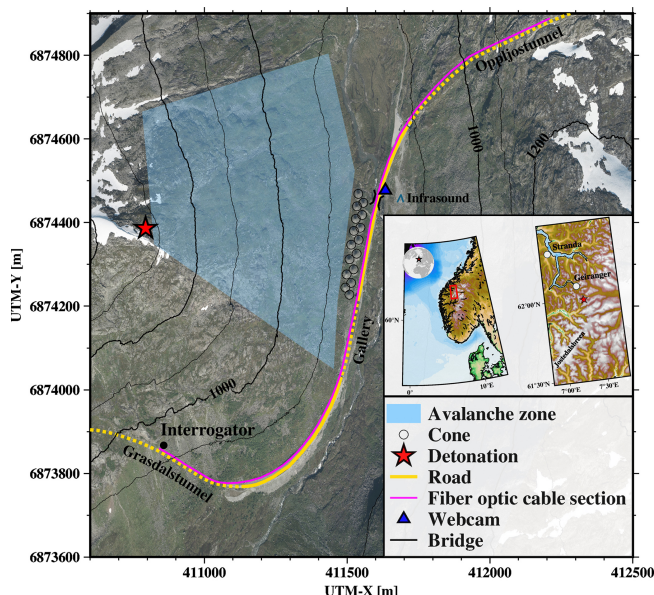 6874800
6874600
6874400
6874200
6874000
6873800
6873600
UTM-Y [m]
411000
411500
412000
412500
UTM-X [m]
Oppljostunnel
1000
1200
Infrasound
Gallery
1000
Interrogator
Grasdalstunnel
60°N
0°
10°E
Stranda
Geiranger
62°00'N
61°30'N
7°00'E
7°30'E
Avalanche zone
Cone
Detonation
Road
Fiber optic cable section
Webcam
Bridge